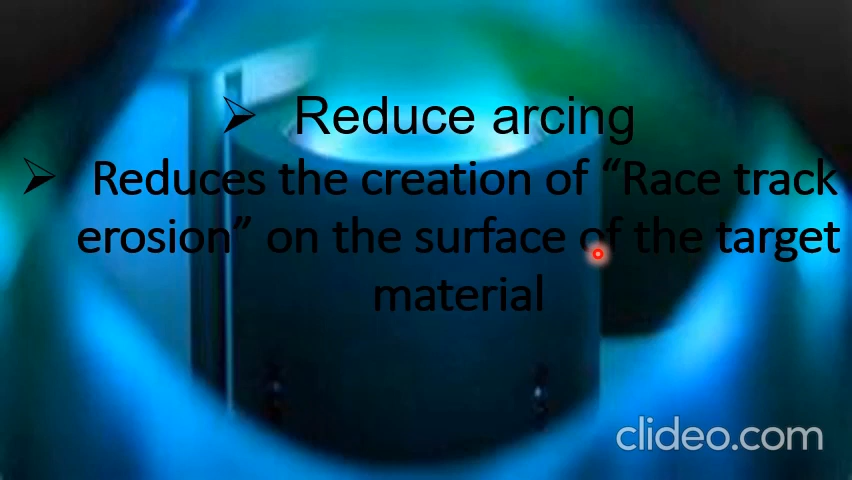 ➢ Reduce arcing
➢ Reduces the creation of “Race track
erosion” on the surface of the target
material
clideo.com